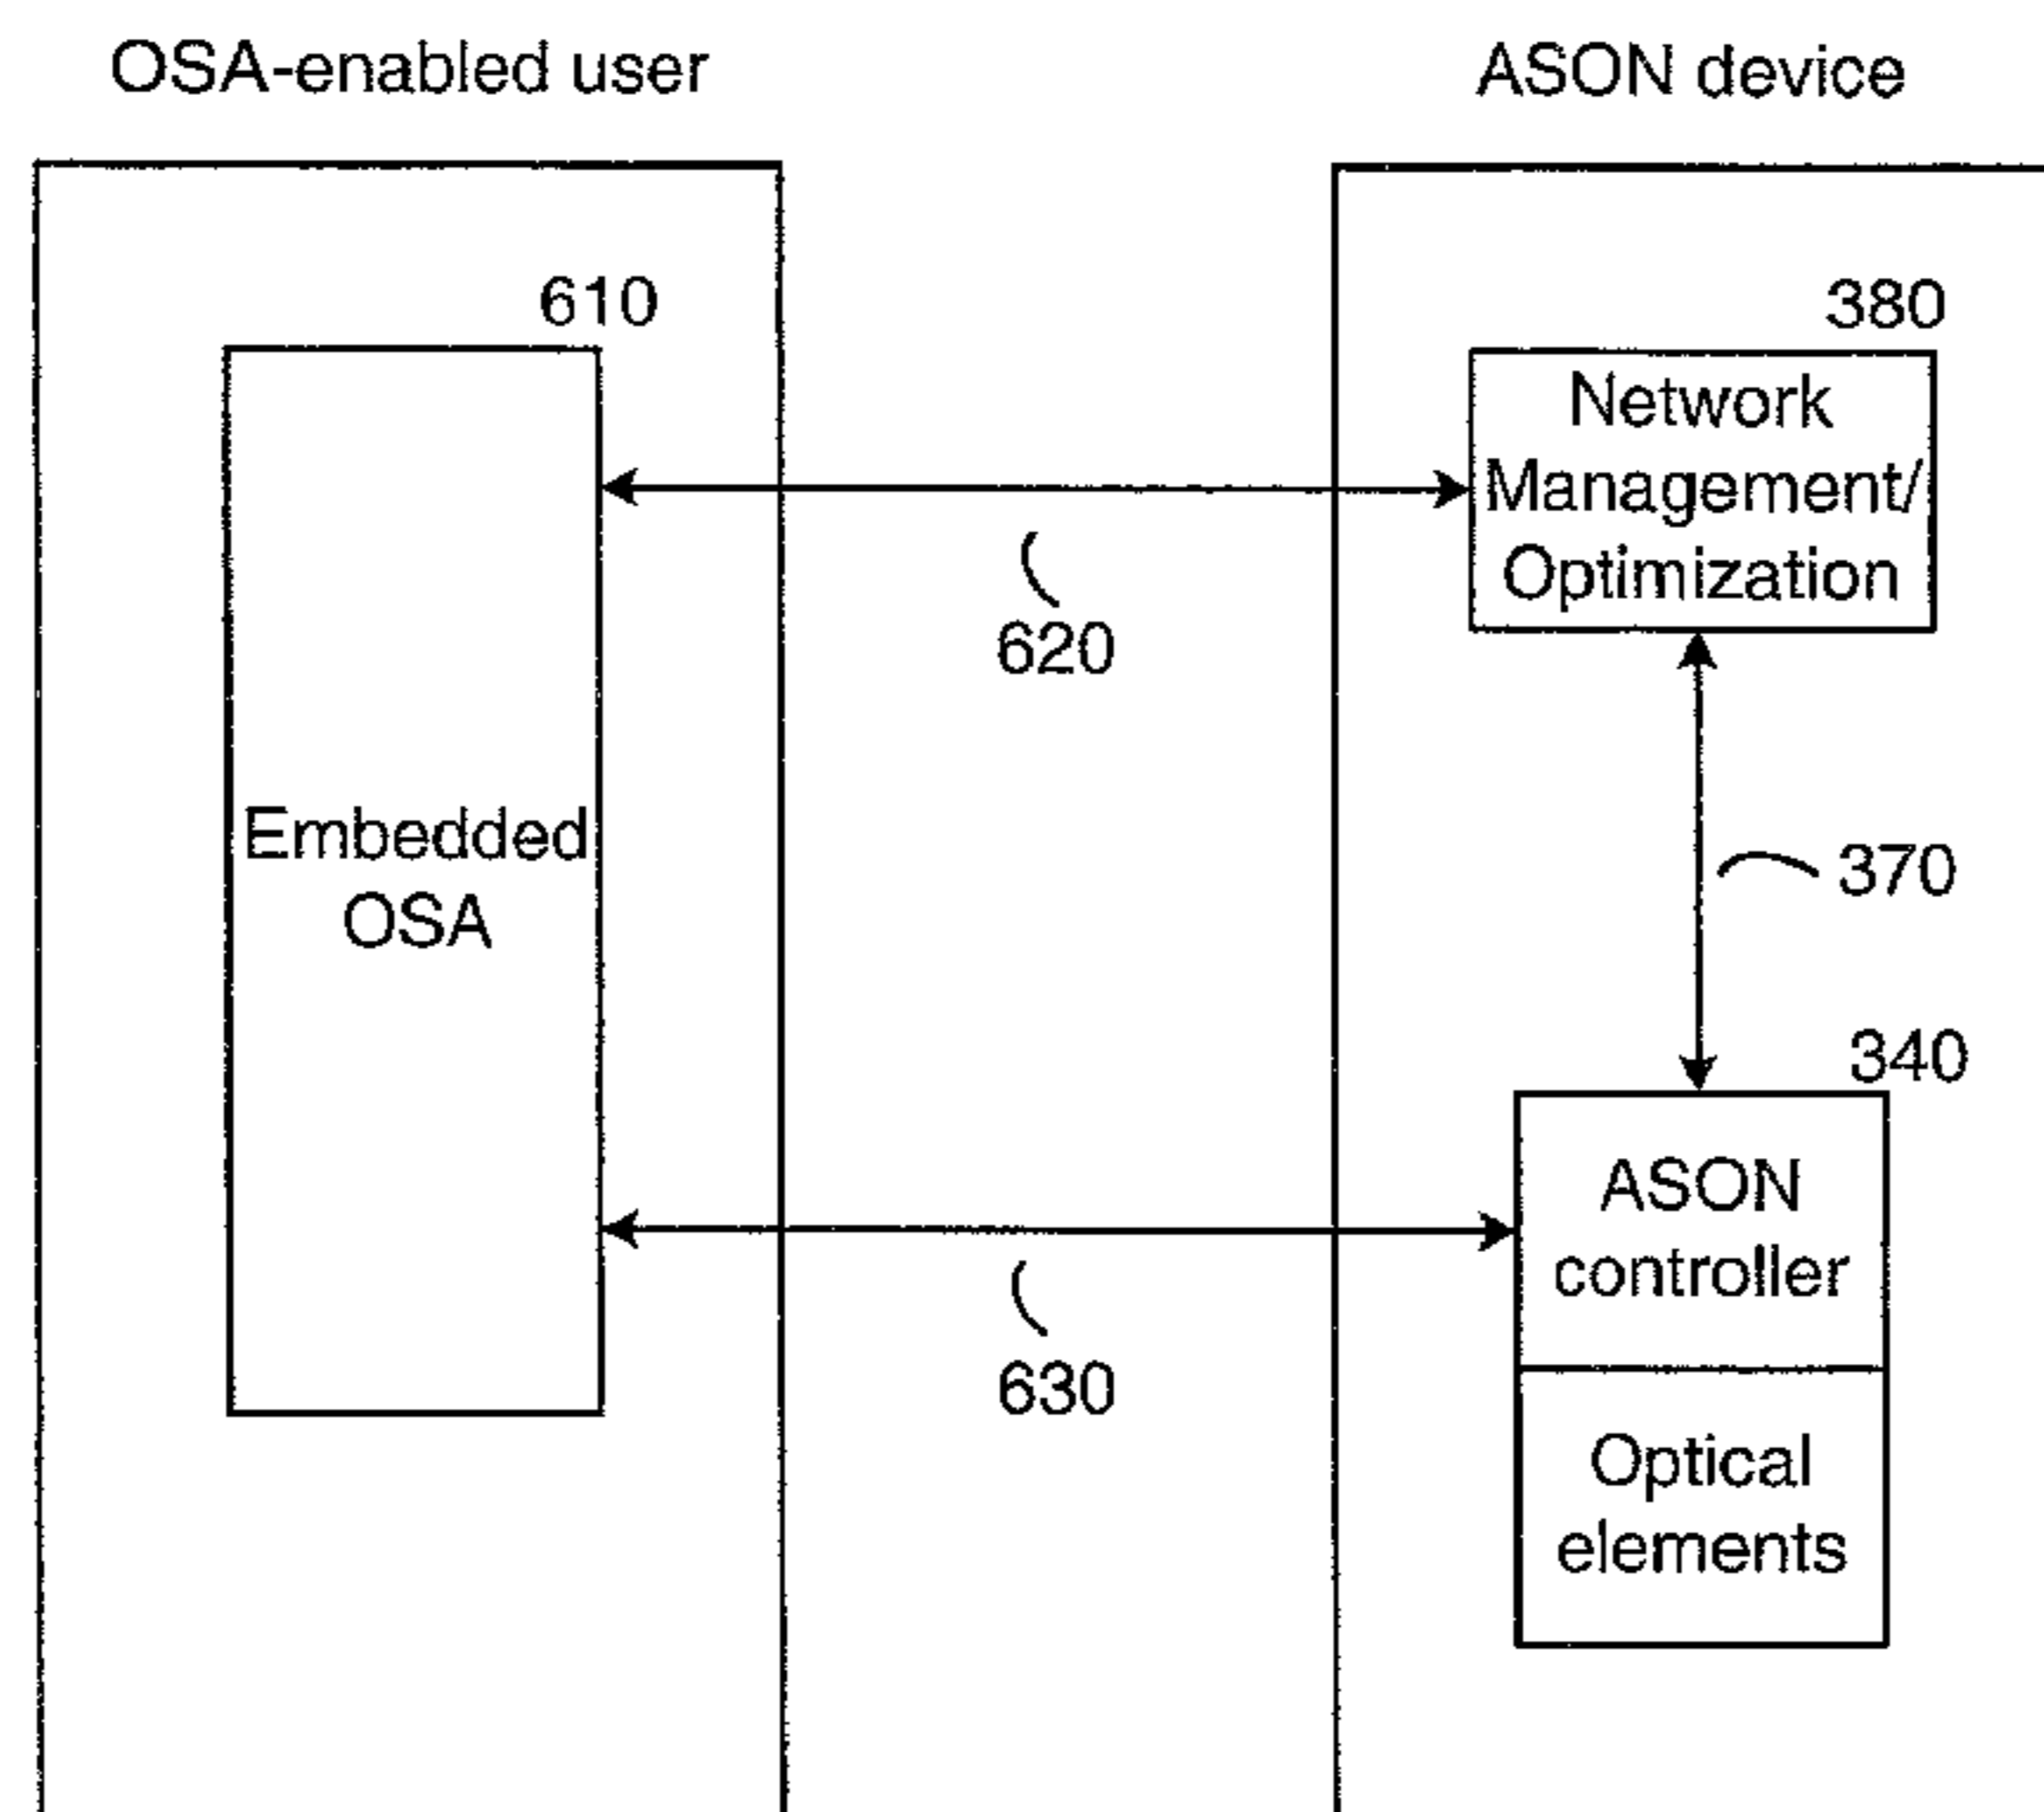 OSA-enabled user
ASON device
610
380
Network
Management/
Optimization
620
Embedded
OSA
370
340
ASON
controller
630
Optical
elements